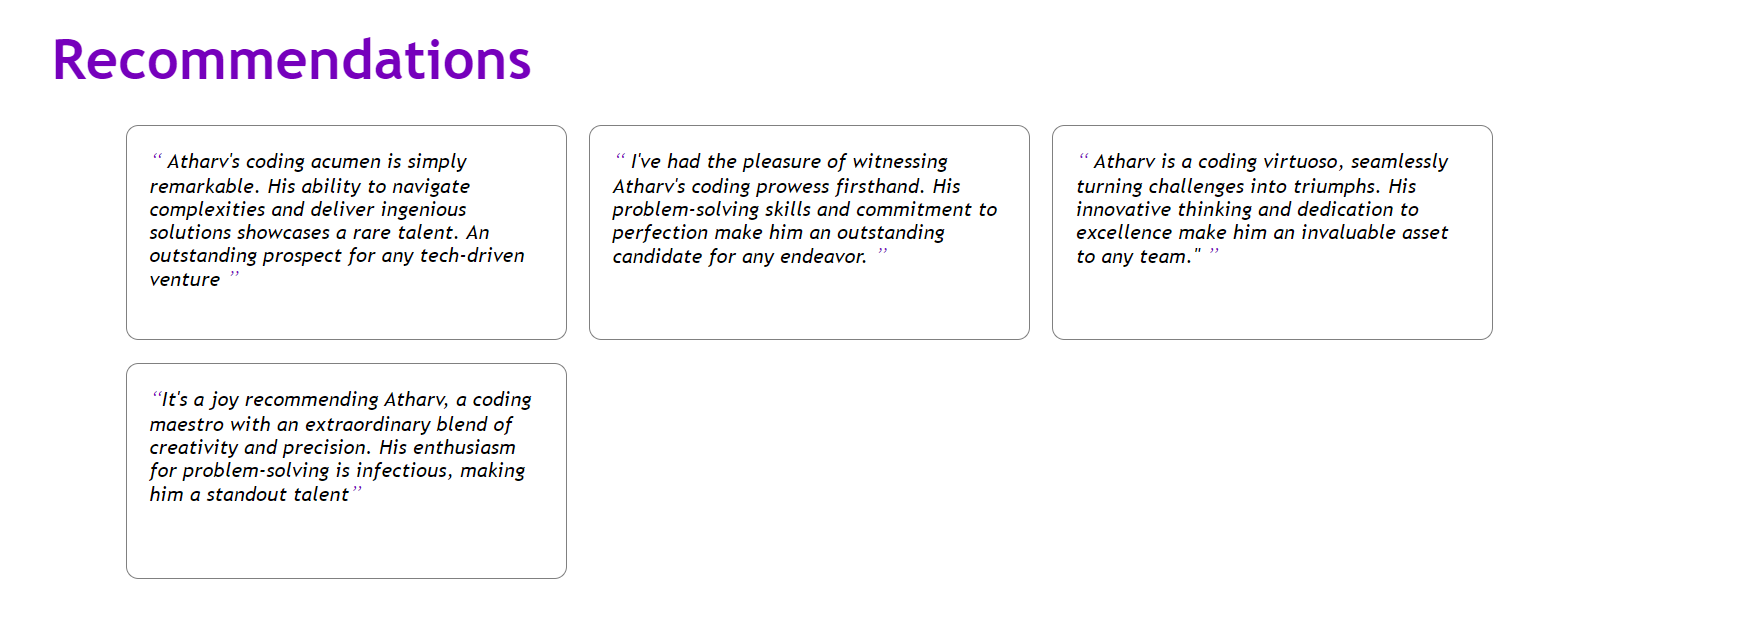 Recommendations
“ Atharv's coding acumen is simply
remarkable. His ability to navigate
complexities and deliver ingenious
solutions showcases a rare talent. An
outstanding prospect for any tech-driven
venture ”
“ I've had the pleasure of witnessing
Atharv's coding prowess firsthand. His
problem-solving skills and commitment to
perfection make him an outstanding
candidate for any endeavor. ”
“ Atharv is a coding virtuoso, seamlessly
turning challenges into triumphs. His
innovative thinking and dedication to
excellence make him an invaluable asset
to any team." ”
“It's a joy recommending Atharv, a coding
maestro with an extraordinary blend of
creativity and precision. His enthusiasm
for problem-solving is infectious, making
him a standout talent”